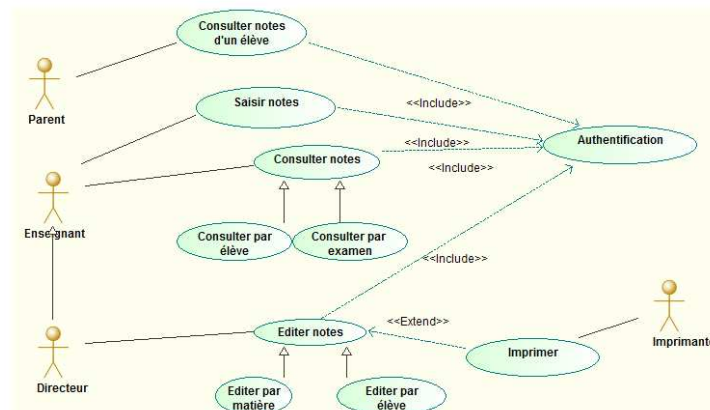 Consulter notes
d'un élève
Parent
Saisir notes
<<Include>>
<<Include>>
Authentification
Consulter notes
<<Include>>
Enseignant
Consulter par
élève
Consulter par
examen
<<Include>>
<<Extend>>
Editer notes
Imprimer
Imprimante
Directeur
Editer par
matière
Editer par
élève